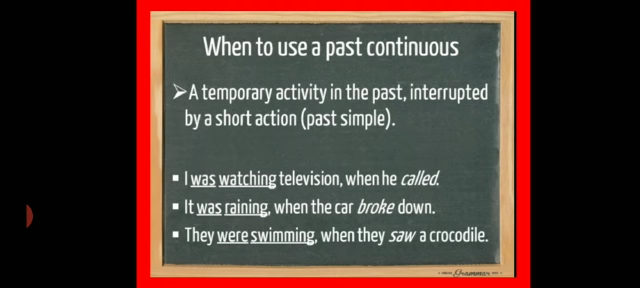 When to use a past continuous
➢A temporary activity in the past, interrupted
by a short action (past simple).
▪ I was watching television, when he called.
▪ It was raining, when the car broke down.
▪ They were swimming, when they saw a crocodile.
Grammar